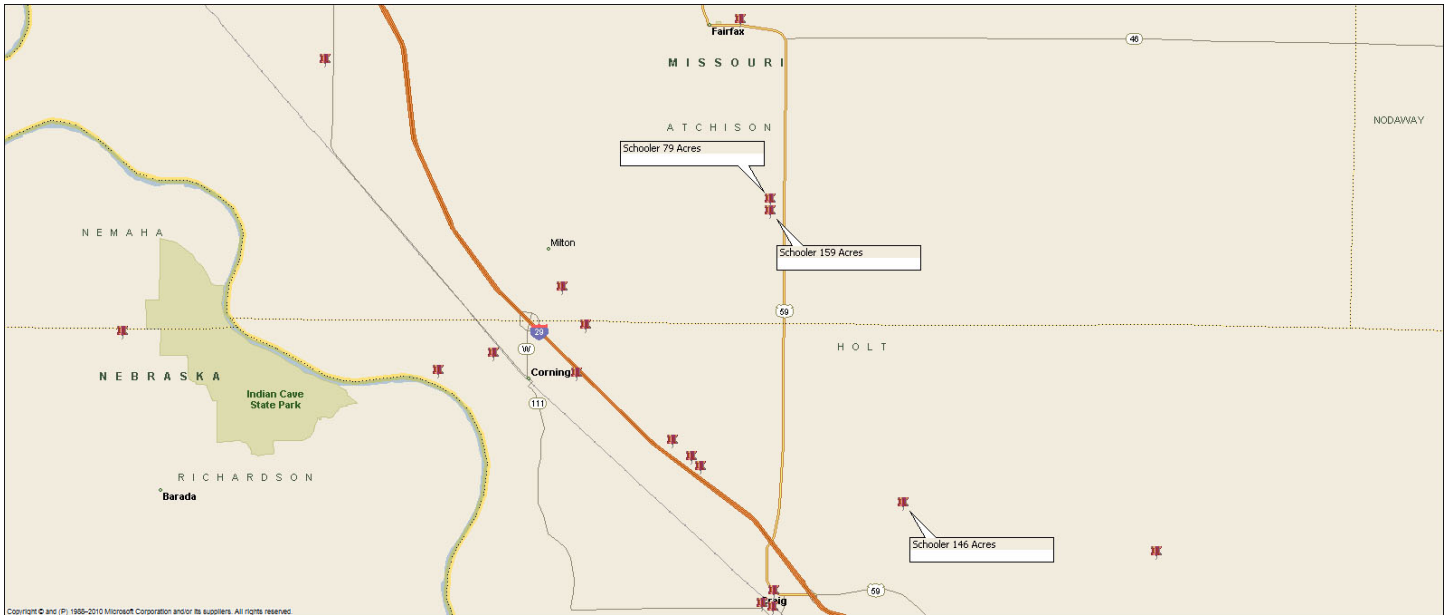 Fairfax
46
MISSOURI
ATCHISON
NODAWAY
Schooler 79 Acres
NEMAHA
Milton
Schooler 159 Acres
59
29
W
HOLT
Corning
NEBRASKA
Indian Cave
State Park
111
RICHARDSON
Barada
Schooler 146 Acres
59
Craig
Copyright © and (P) 1988-2010 Microsoft Corporation and/or its suppliers. All rights reserved.